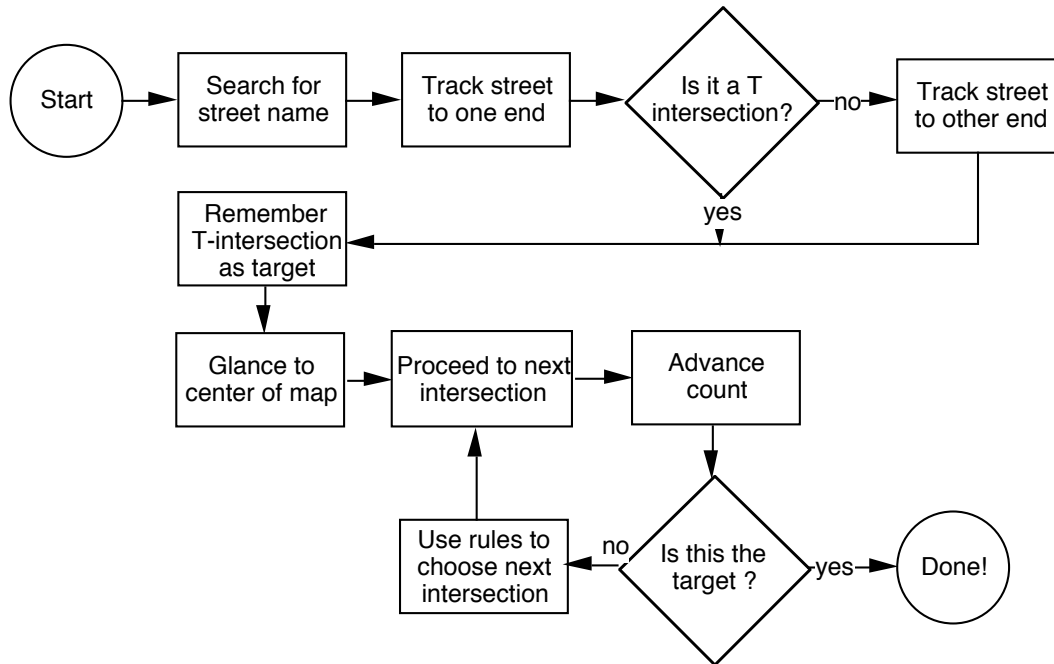 Start
Search for
street name
Track street
to one end
Is it a T
intersection?
no
Track street
to other end
yes
Remember
T-intersection
as target
Glance to
center of map
Proceed to next
intersection
Advance
count
Use rules to
choose next
intersection
no
Is this the
target ?
yes
Done!